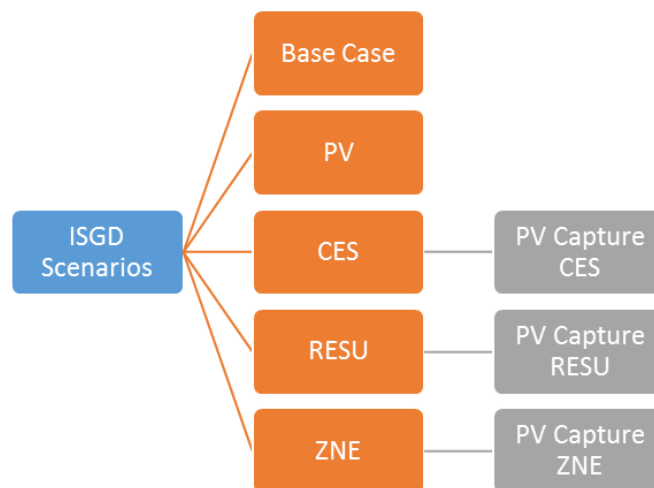 Base Case
PV
ISGD
Scenarios
CES
PV Capture
CES
RESU
PV Capture
RESU
ZNE
PV Capture
ZNE